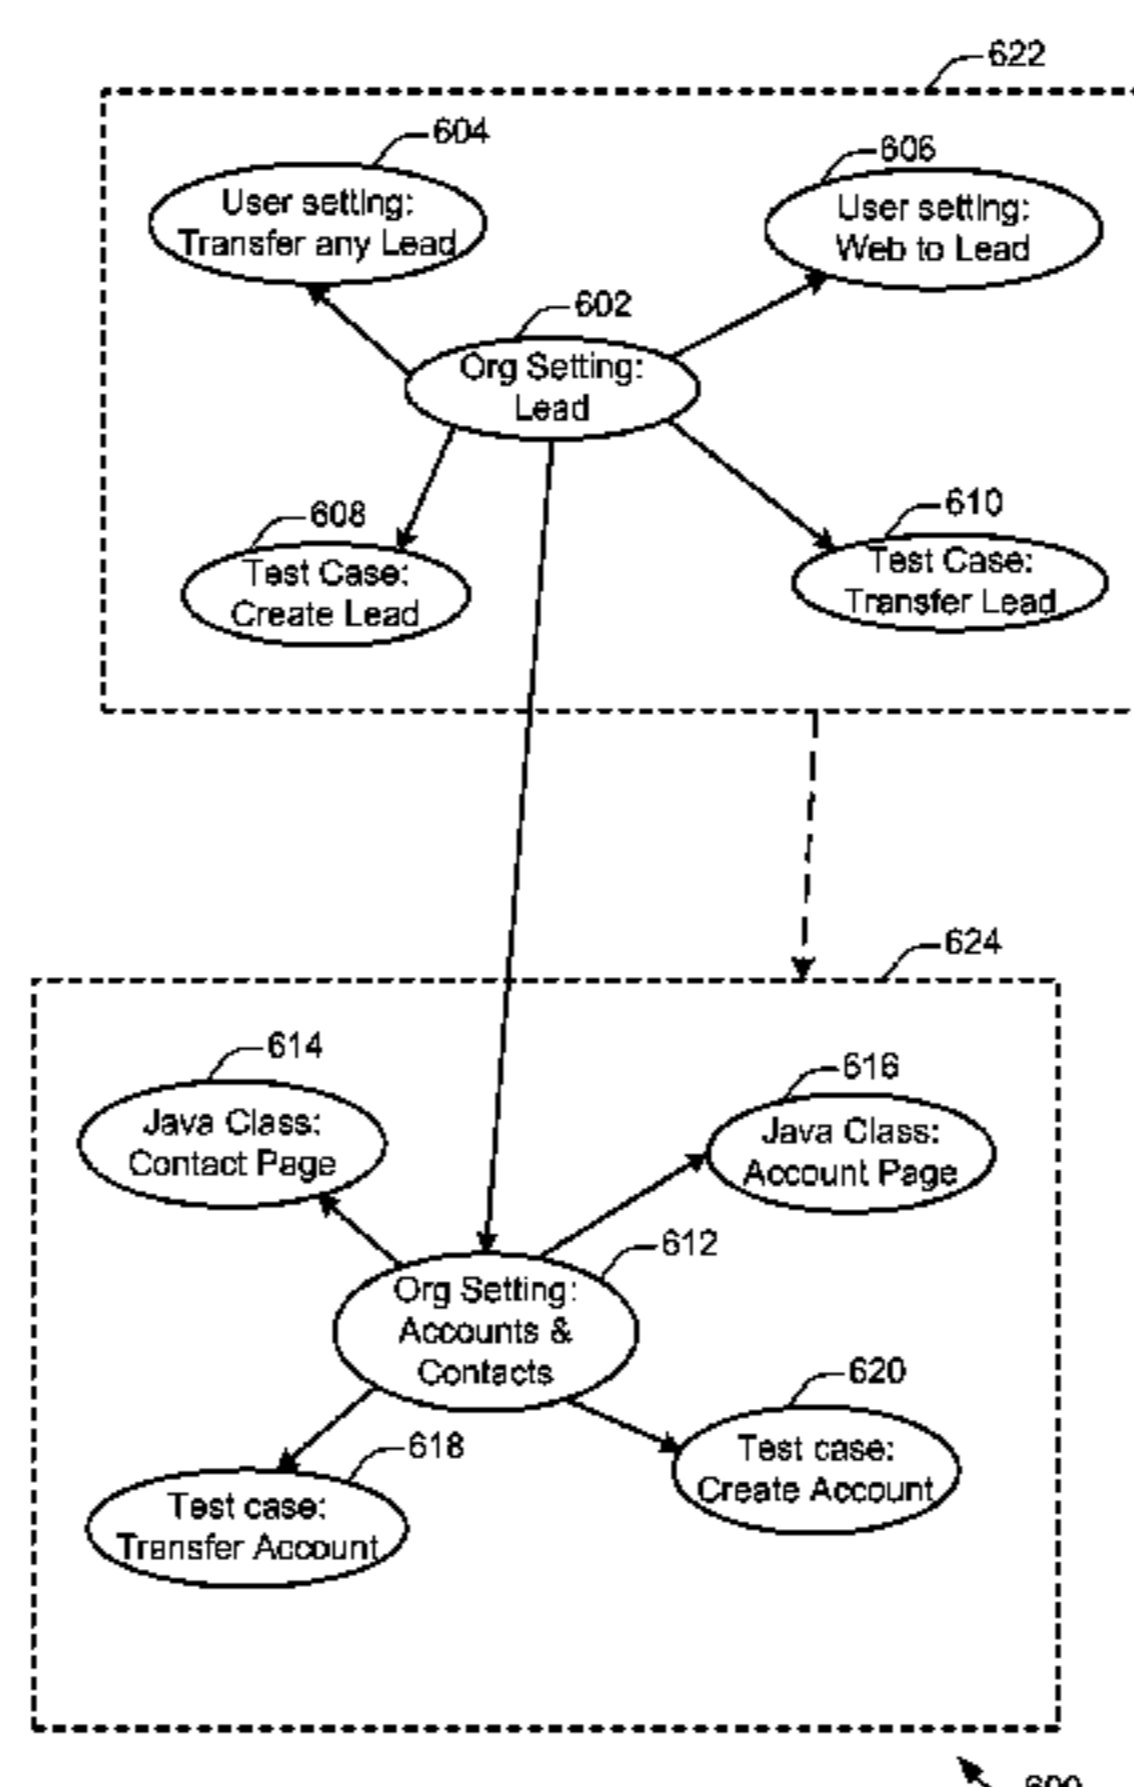 622
604
606
User setting:
Transfer any Lead
User setting:
Web to Lead
602
Org Setting:
Lead
608
610
Test Case:
Create Lead
Test Case:
Transfer Lead
624
614
616
Java Class:
Contact Page
Java Class:
Account Page
612
Org Setting:
Accounts &
Contacts
620
618
Test case:
Create Account
Test case:
Transfer Account
600